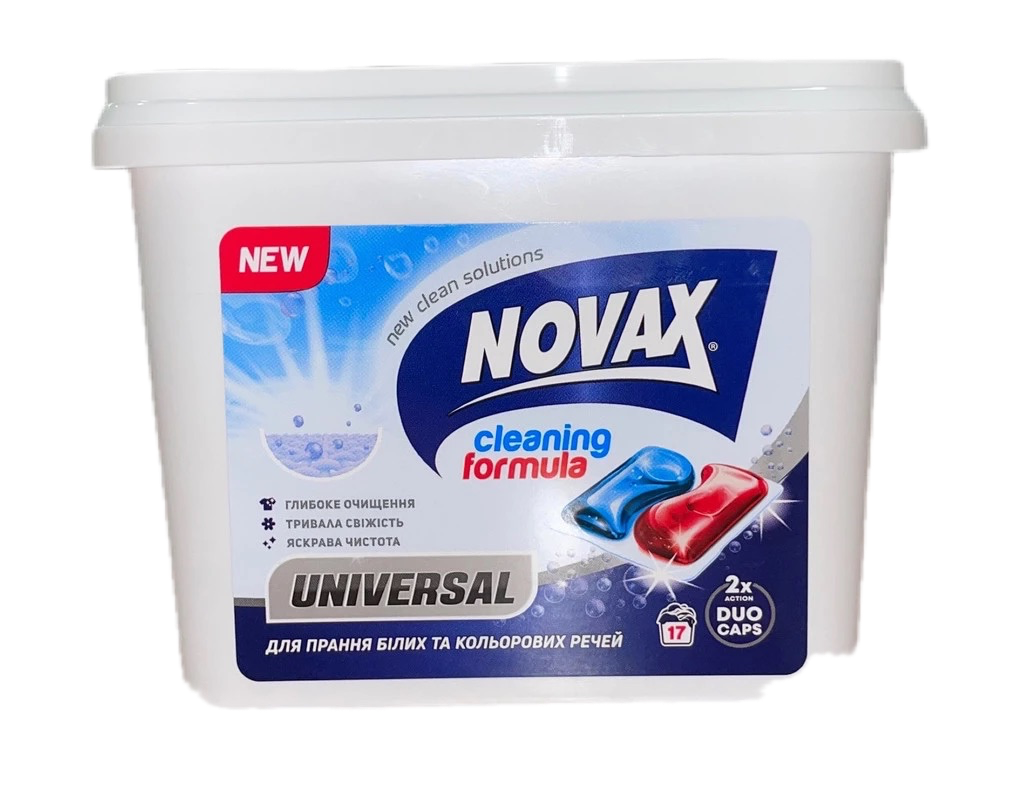 NEW
new clean solutions
NOVAX®
cleaning
formula
ГЛИБОКЕ ОЧИЩЕННЯ
ТРИВАЛА СВІЖІСТЬ
ЯСКРАВА ЧИСТОТА
UNIVERSAL
ДЛЯ ПРАННЯ БІЛИХ ТА КОЛЬОРОВИХ РЕЧЕЙ
17
2x
ACTION
DUO
CAPS